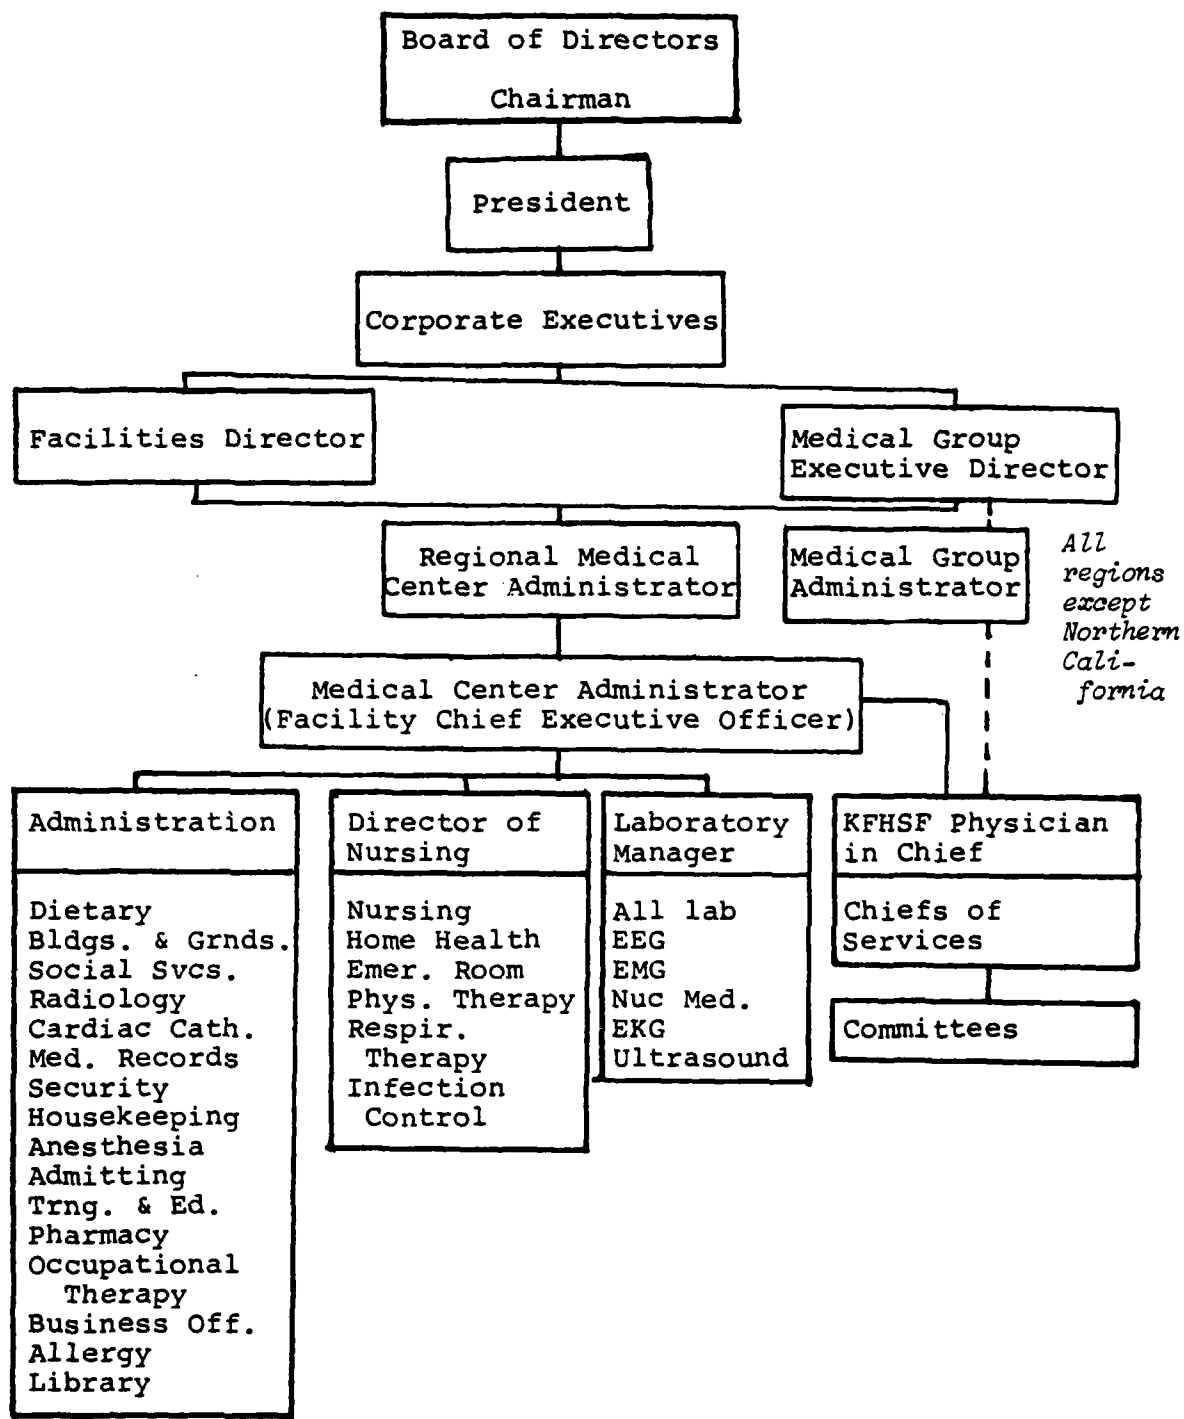 Board of Directors
Chairman
President
Corporate Executives
Facilities Director
Medical Group
Executive Director
Regional Medical
Center Administrator
Medical Group
Administrator
All
regions
except
Northern
Cali-
fornia
Medical Center Administrator
(Facility Chief Executive Officer)
Administration
Dietary
Bldgs. & Grnds.
Social Svcs.
Radiology
Cardiac Cath.
Med. Records
Security
Housekeeping
Anesthesia
Admitting
Trng. & Ed.
Pharmacy
Occupational
Therapy
Business Off.
Allergy
Library
Director of
Nursing
Nursing
Home Health
Emer. Room
Phys. Therapy
Respir.
Therapy
Infection
Control
Laboratory
Manager
All lab
EEG
EMG
Nuc Med.
EKG
Ultrasound
KFHSF Physician
in Chief
Chiefs of
Services
Committees